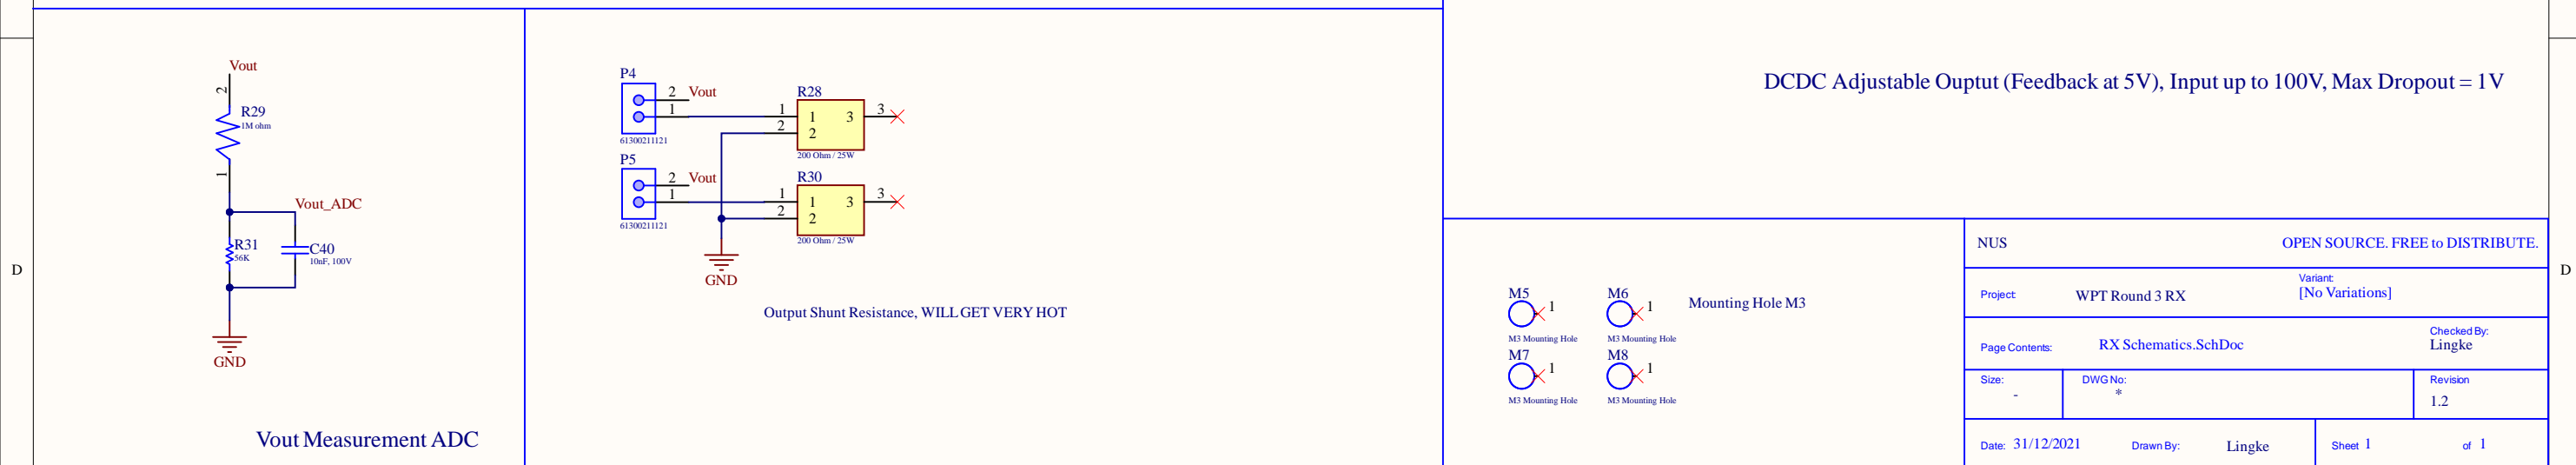 D
Vout
2
R29
1M ohm
1
Vout_ADC
R31
56K
C40
10nF, 100V
GND
Vout Measurement ADC
P4
2 Vout
1
61300211121
R28
1 1 3 3
2 2
200 Ohm / 25W
P5
2 Vout
1
61300211121
R30
1 1 3 3
2 2
200 Ohm / 25W
GND
Output Shunt Resistance, WILL GET VERY HOT
DCDC Adjustable Ouptut (Feedback at 5V), Input up to 100V, Max Dropout = 1V
M5 M6
1 1 Mounting Hole M3
M3 Mounting Hole M3 Mounting Hole
M7 M8
1 1
M3 Mounting Hole M3 Mounting Hole
NUS OPEN SOURCE. FREE to DISTRIBUTE.
Project: WPT Round 3 RX Variant:
[No Variations]
Page Contents: RX Schematics.SchDoc Checked By:
Lingke
Size: DWG No: Revision
- * 1.2
Date: 31/12/2021 Drawn By: Lingke Sheet 1 of 1
D